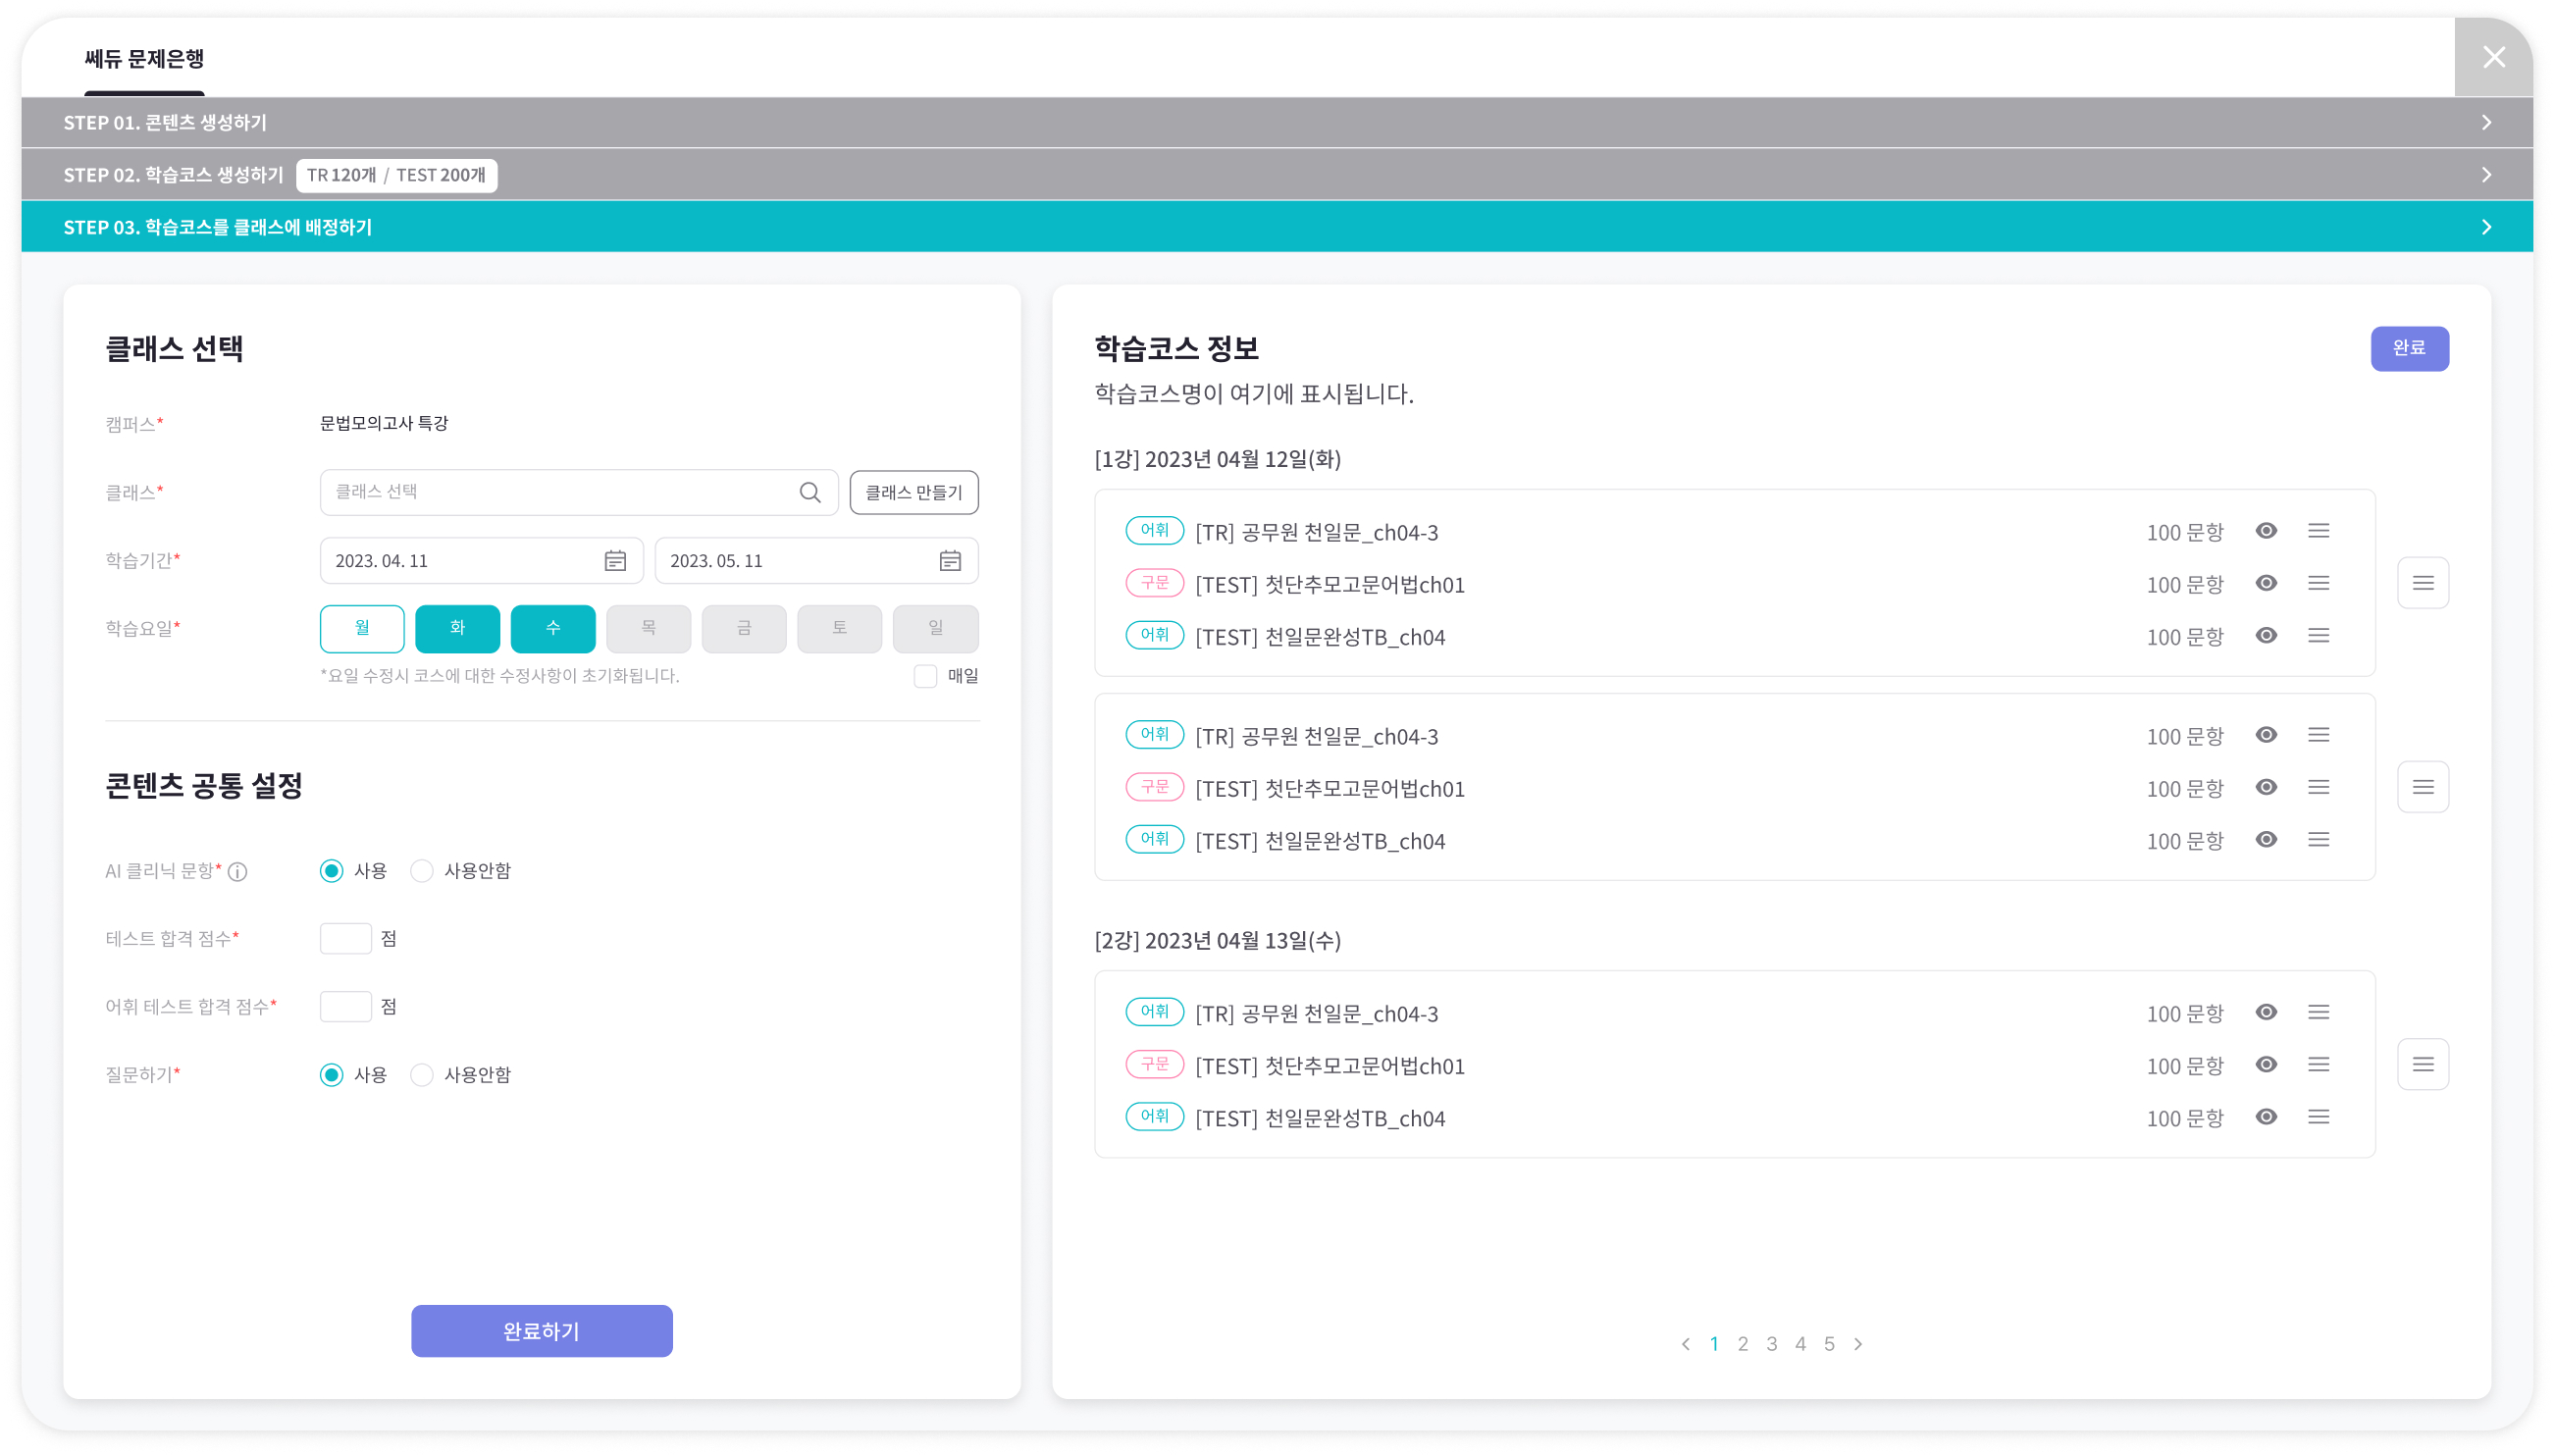 쎄듀 문제은행
STEP 01. 콘텐츠 생성하기
STEP 02. 학습코스 생성하기 TR 120개 / TEST 200개
STEP 03. 학습코스를 클래스에 배정하기
클래스 선택
캠퍼스* 문법모의고사 특강
클래스* 클래스 선택 클래스 만들기
학습기간* 2023. 04. 11 2023. 05. 11
학습요일* 월 화 수 목 금 토 일
*요일 수정시 코스에 대한 수정사항이 초기화됩니다. 매일
콘텐츠 공통 설정
AI 클리닉 문항* 사용 사용안함
테스트 합격 점수* 점
어휘 테스트 합격 점수* 점
질문하기* 사용 사용안함
완료하기
학습코스 정보 완료
학습코스명이 여기에 표시됩니다.
[1강] 2023년 04월 12일(화)
어휘 [TR] 공무원 천일문_ch04-3 100 문항
구문 [TEST] 첫단추모고문어법ch01 100 문항
어휘 [TEST] 천일문완성TB_ch04 100 문항
어휘 [TR] 공무원 천일문_ch04-3 100 문항
구문 [TEST] 첫단추모고문어법ch01 100 문항
어휘 [TEST] 천일문완성TB_ch04 100 문항
[2강] 2023년 04월 13일(수)
어휘 [TR] 공무원 천일문_ch04-3 100 문항
구문 [TEST] 첫단추모고문어법ch01 100 문항
어휘 [TEST] 천일문완성TB_ch04 100 문항
1 2 3 4 5